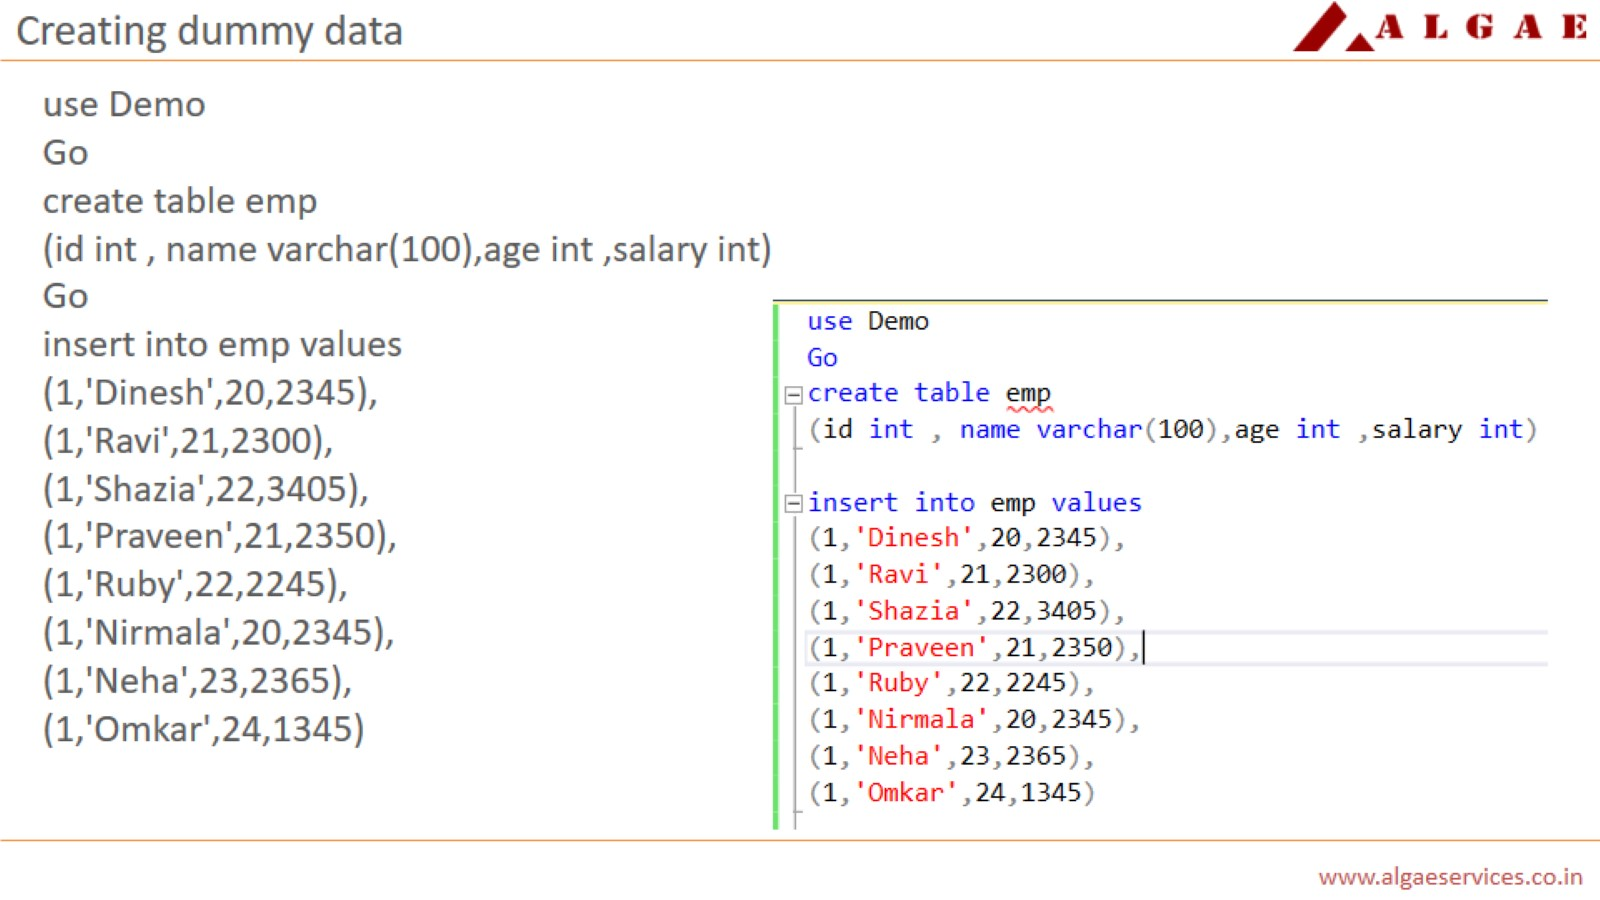 Creating dummy data
ALGAE
use Demo
Go
create table emp
(id int , name varchar(100),age int ,salary int)
Go
insert into emp values
(1,'Dinesh',20,2345),
(1,'Ravi',21,2300),
(1,'Shazia',22,3405),
(1,'Praveen',21,2350),
(1,'Ruby',22,2245),
(1,'Nirmala',20,2345),
(1,'Neha',23,2365),
(1,'Omkar',24,1345)
use Demo
Go
create table emp
(id int , name varchar(100),age int ,salary int)
insert into emp values
(1,'Dinesh',20,2345),
(1,'Ravi',21,2300),
(1,'Shazia',22,3405),
(1,'Praveen',21,2350),
(1,'Ruby',22,2245),
(1,'Nirmala',20,2345),
(1,'Neha',23,2365),
(1,'Omkar',24,1345)
www.algaeservices.co.in